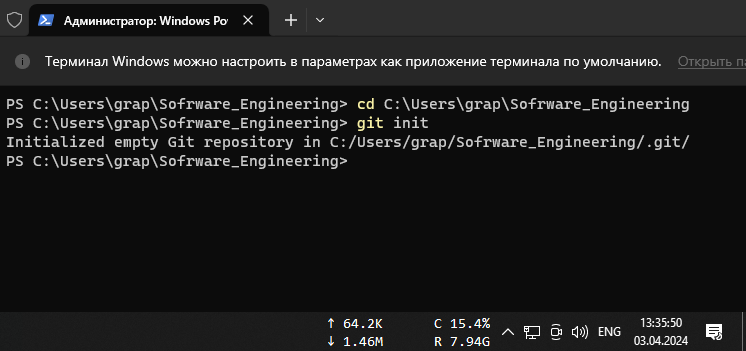 Администратор: Windows Pow
Терминал Windows можно настроить в параметрах как приложение терминала по умолчанию. Открыть па
PS C:\Users\grap\Sofrware_Engineering> cd C:\Users\grap\Sofrware_Engineering
PS C:\Users\grap\Sofrware_Engineering> git init
Initialized empty Git repository in C:/Users/grap/Sofrware_Engineering/.git/
PS C:\Users\grap\Sofrware_Engineering>
↑ 64.2K C 15.4% ENG 13:35:50
↓ 1.46M R 7.94G 03.04.2024